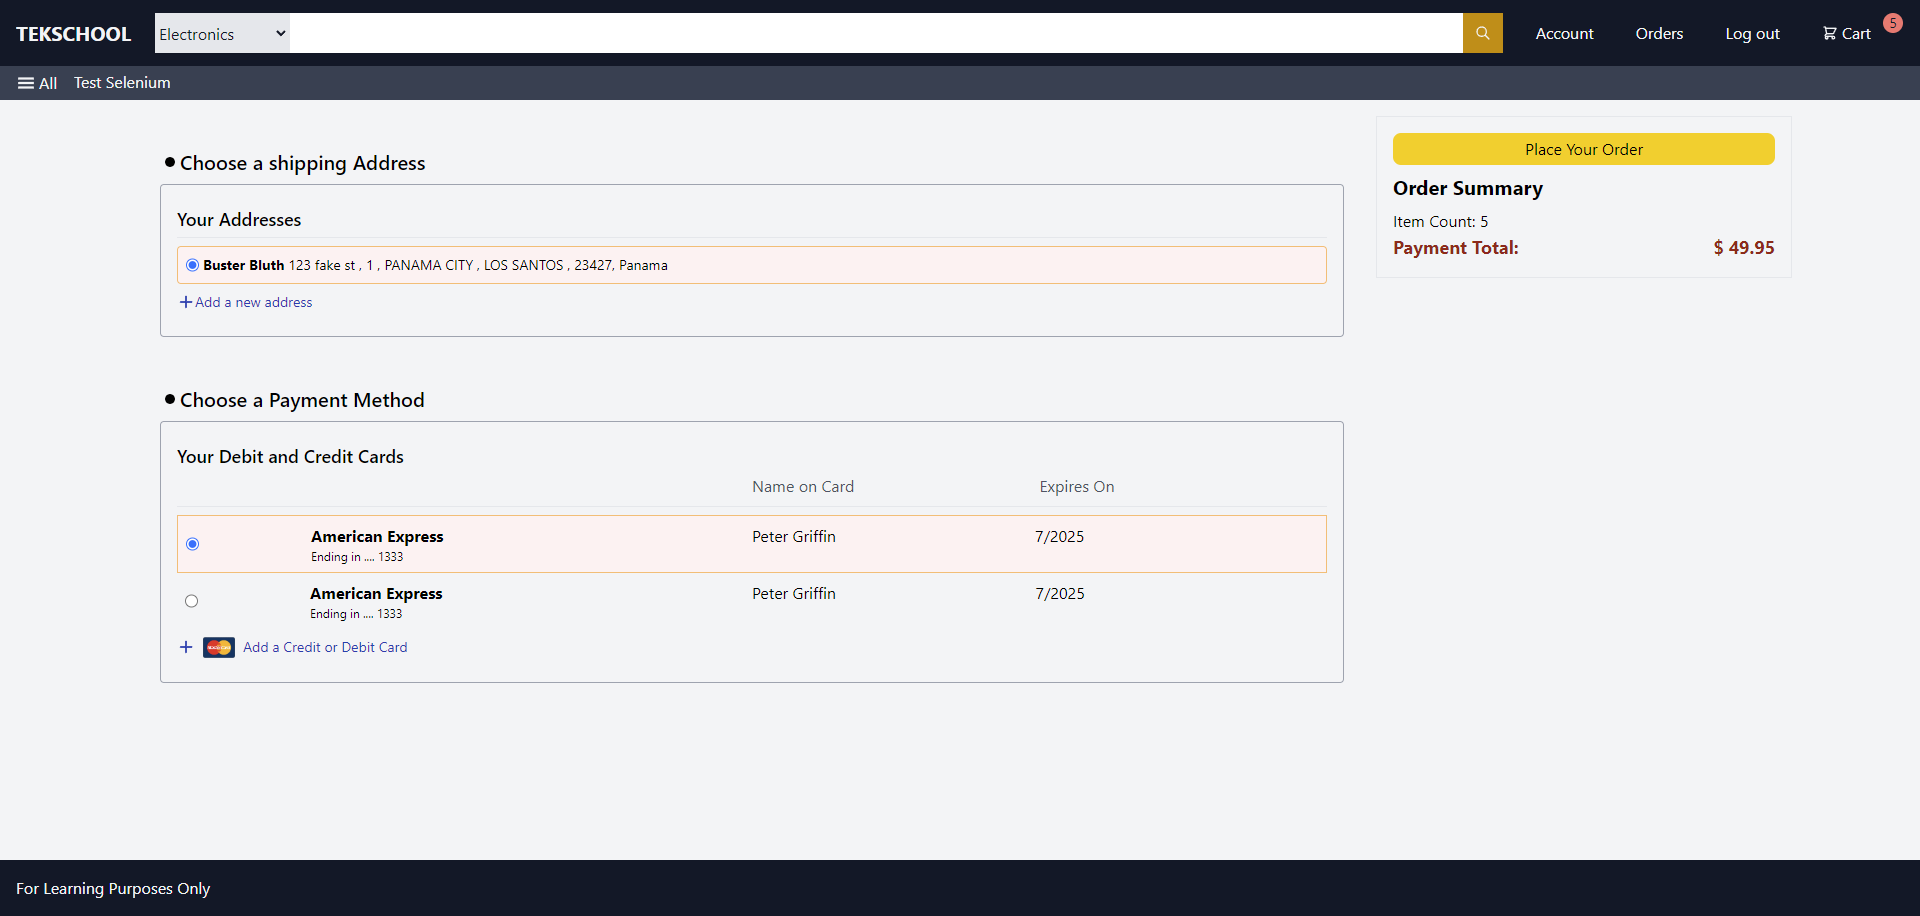 TEKSCHOOL
Electronics
Account
Orders
Log out
Cart
5
All
Test Selenium
Choose a shipping Address
Your Addresses
Buster Bluth 123 fake st , 1 , PANAMA CITY , LOS SANTOS , 23427, Panama
Add a new address
Choose a Payment Method
Your Debit and Credit Cards
Name on Card
Expires On
American Express
Ending in .... 1333
Peter Griffin
7/2025
American Express
Ending in .... 1333
Peter Griffin
7/2025
Add a Credit or Debit Card
Place Your Order
Order Summary
Item Count: 5
Payment Total: $ 49.95
For Learning Purposes Only